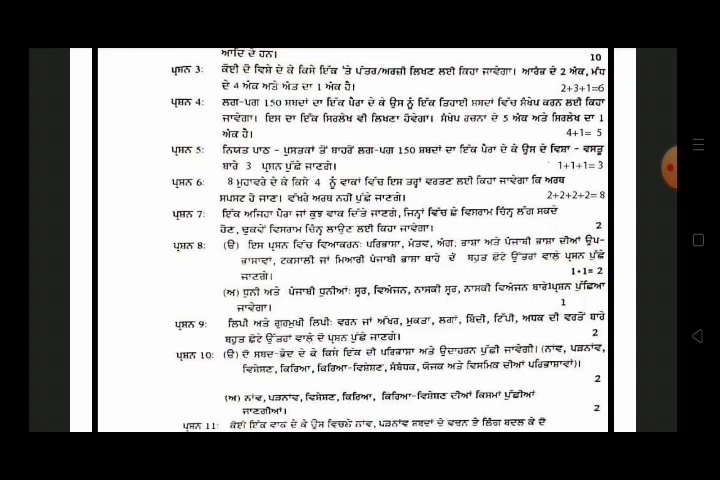 ਆਦਿ ਦੇ ਹਨ।
10
ਪ੍ਰਸ਼ਨ 3: ਕੋਈ ਦੋ ਵਿਸ਼ੇ ਦੇ ਕੇ ਕਿਸੇ ਇੱਕ 'ਤੇ ਪੱਤਰ/ਅਰਜ਼ੀ ਲਿਖਣ ਲਈ ਕਿਹਾ ਜਾਵੇਗਾ। ਆਰੰਭ ਦੇ 2 ਅੰਕ, ਮੱਧ
ਦੇ 4 ਅੰਕ ਅਤੇ ਅੰਤ ਦਾ 1 ਅੰਕ ਹੈ। 2+3+1=6
ਪ੍ਰਸ਼ਨ 4: ਲਗ-ਪਗ 150 ਸ਼ਬਦਾਂ ਦਾ ਇੱਕ ਪੈਰਾ ਦੇ ਕੇ ਉਸ ਨੂੰ ਇੱਕ ਤਿਹਾਈ ਸ਼ਬਦਾਂ ਵਿੱਚ ਸੰਖੇਪ ਕਰਨ ਲਈ ਕਿਹਾ
ਜਾਵੇਗਾ। ਇਸ ਦਾ ਇੱਕ ਸਿਰਲੇਖ ਵੀ ਲਿਖਣਾ ਹੋਵੇਗਾ। ਸੰਖੇਪ ਰਚਨਾ ਦੇ 5 ਅੰਕ ਅਤੇ ਸਿਰਲੇਖ ਦਾ 1
ਅੰਕ ਹੈ। 4+1= 5
ਪ੍ਰਸ਼ਨ 5: ਨਿਯਤ ਪਾਠ - ਪੁਸਤਕਾਂ ਤੋਂ ਬਾਹਰੋਂ ਲਗ-ਪਗ 150 ਸ਼ਬਦਾਂ ਦਾ ਇੱਕ ਪੈਰਾ ਦੇ ਕੇ ਉਸ ਦੇ ਵਿਸ਼ਾ - ਵਸਤੂ
ਬਾਰੇ 3 ਪ੍ਰਸ਼ਨ ਪੁੱਛੇ ਜਾਣਗੇ। 1+1+1= 3
ਪ੍ਰਸ਼ਨ 6: 8 ਮੁਹਾਵਰੇ ਦੇ ਕੇ ਕਿਸੇ 4 ਨੂੰ ਵਾਕਾਂ ਵਿੱਚ ਇਸ ਤਰ੍ਹਾਂ ਵਰਤਣ ਲਈ ਕਿਹਾ ਜਾਵੇਗਾ ਕਿ ਅਰਥ
ਸਪਸ਼ਟ ਹੋ ਜਾਣ। ਵੱਖਰੇ ਅਰਥ ਨਹੀਂ ਪੁੱਛੇ ਜਾਣਗੇ। 2+2+2+2= 8
ਪ੍ਰਸ਼ਨ 7: ਇੱਕ ਅਜਿਹਾ ਪੈਰਾ ਜਾਂ ਕੁਝ ਵਾਕ ਦਿੱਤੇ ਜਾਣਗੇ, ਜਿਨ੍ਹਾਂ ਵਿੱਚ ਛੇ ਵਿਸਰਾਮ ਚਿੰਨ੍ਹ ਲੱਗ ਸਕਦੇ
ਹੋਣ, ਢੁਕਵੇਂ ਵਿਸਰਾਮ ਚਿੰਨ੍ਹ ਲਾਉਣ ਲਈ ਕਿਹਾ ਜਾਵੇਗਾ। 2
ਪ੍ਰਸ਼ਨ 8: (ੳ) ਇਸ ਪ੍ਰਸ਼ਨ ਵਿੱਚ ਵਿਆਕਰਨ: ਪਰਿਭਾਸ਼ਾ, ਮੰਤਵ, ਅੰਗ; ਭਾਸ਼ਾ ਅਤੇ ਪੰਜਾਬੀ ਭਾਸ਼ਾ ਦੀਆਂ ਉਪ-
ਭਾਸ਼ਾਵਾਂ, ਟਕਸਾਲੀ ਜਾਂ ਮਿਆਰੀ ਪੰਜਾਬੀ ਭਾਸ਼ਾ ਬਾਰੇ ਦੋ ਬਹੁਤ ਛੋਟੇ ਉੱਤਰਾਂ ਵਾਲੇ ਪ੍ਰਸ਼ਨ ਪੁੱਛੇ
ਜਾਣਗੇ। 1+1= 2
(ਅ) ਧੁਨੀ ਅਤੇ ਪੰਜਾਬੀ ਧੁਨੀਆਂ: ਸੁਰ, ਵਿਅੰਜਨ, ਨਾਸਕੀ ਸੁਰ, ਨਾਸਕੀ ਵਿਅੰਜਨ ਬਾਰੇ1ਪ੍ਰਸ਼ਨ ਪੁੱਛਿਆ
ਜਾਵੇਗਾ। 1
ਪ੍ਰਸ਼ਨ 9: ਲਿਪੀ ਅਤੇ ਗੁਰਮੁਖੀ ਲਿਪੀ: ਵਰਨ ਜਾਂ ਅੱਖਰ, ਮੁਕਤਾ, ਲਗਾਂ, ਬਿੰਦੀ, ਟਿੱਪੀ, ਅਧਕ ਦੀ ਵਰਤੋਂ ਬਾਰੇ
ਬਹੁਤ ਛੋਟੇ ਉੱਤਰਾਂ ਵਾਲੇ ਦੋ ਪ੍ਰਸ਼ਨ ਪੁੱਛੇ ਜਾਣਗੇ। 2
ਪ੍ਰਸ਼ਨ 10: (ੳ) ਦੋ ਸ਼ਬਦ-ਭੇਦ ਦੇ ਕੇ ਕਿਸੇ ਇੱਕ ਦੀ ਪਰਿਭਾਸ਼ਾ ਅਤੇ ਉਦਾਹਰਨ ਪੁੱਛੀ ਜਾਵੇਗੀ। (ਨਾਂਵ, ਪੜਨਾਂਵ,
ਵਿਸ਼ੇਸ਼ਣ, ਕਿਰਿਆ, ਕਿਰਿਆ-ਵਿਸ਼ੇਸ਼ਣ, ਸੰਬੰਧਕ, ਯੋਜਕ ਅਤੇ ਵਿਸਮਿਕ ਦੀਆਂ ਪਰਿਭਾਸ਼ਾਵਾਂ)।
2
(ਅ) ਨਾਂਵ, ਪੜਨਾਂਵ, ਵਿਸ਼ੇਸ਼ਣ, ਕਿਰਿਆ, ਕਿਰਿਆ-ਵਿਸ਼ੇਸ਼ਣ ਦੀਆਂ ਕਿਸਮਾਂ ਪੁੱਛੀਆਂ
ਜਾਣਗੀਆਂ। 2
ਪ੍ਰਸ਼ਨ 11: ਕੋਈ ਇੱਕ ਵਾਕ ਦੇ ਕੇ ਉਸ ਵਿਚਲੇ ਨਾਂਵ, ਪੜਨਾਂਵ ਸ਼ਬਦਾਂ ਦੇ ਵਚਨ ਤੇ ਲਿੰਗ ਬਦਲ ਕੇ ਦੋ